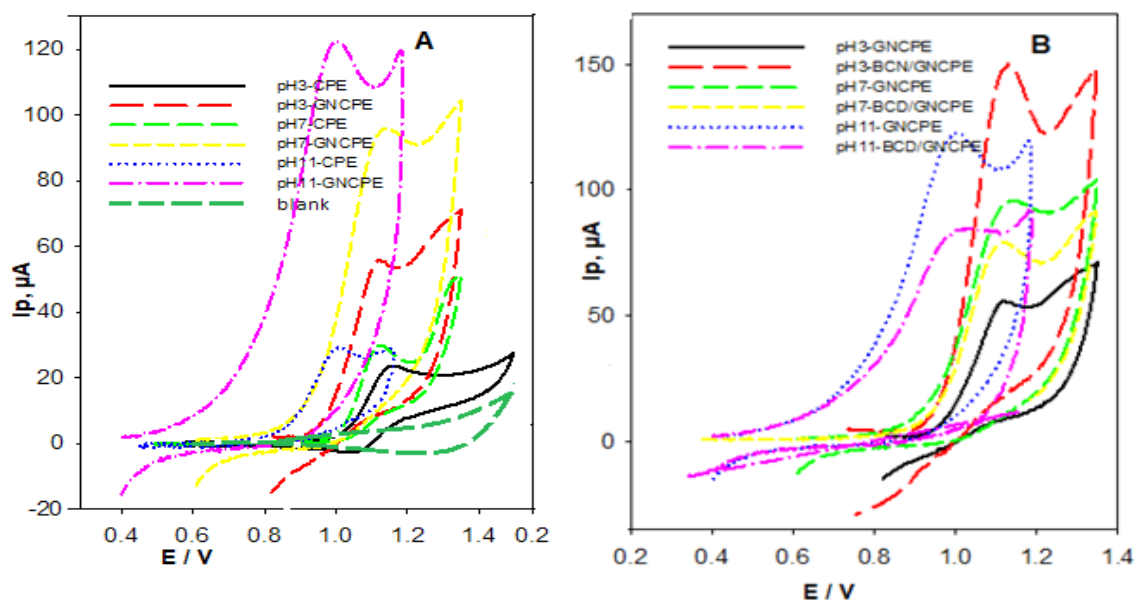 A
120
100
80
60
40
20
0
-20
Ip, µA
pH3-CPE
pH3-GNCPE
pH7-CPE
pH7-GNCPE
pH11-CPE
pH11-GNCPE
blank
0.4 0.6 0.8 1.0 1.2 1.4 0.2
E / V
B
150
100
50
0
Ip, µA
pH3-GNCPE
pH3-BCN/GNCPE
pH7-GNCPE
pH7-BCD/GNCPE
pH11-GNCPE
pH11-BCD/GNCPE
0.2 0.4 0.6 0.8 1.0 1.2 1.4
E / V